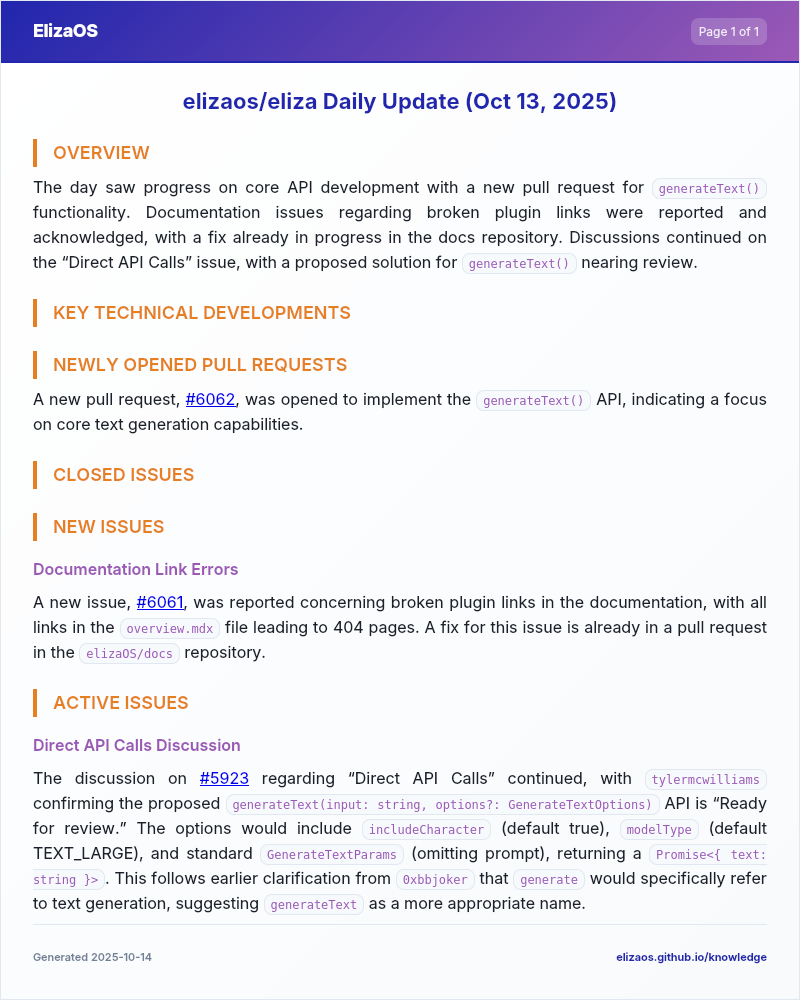 ElizaOS
Page 1 of 1
elizaos/eliza Daily Update (Oct 13, 2025)
OVERVIEW
The day saw progress on core API development with a new pull request for generateText()
functionality. Documentation issues regarding broken plugin links were reported and
acknowledged, with a fix already in progress in the docs repository. Discussions continued on
the “Direct API Calls” issue, with a proposed solution for generateText() nearing review.
KEY TECHNICAL DEVELOPMENTS
NEWLY OPENED PULL REQUESTS
A new pull request, #6062, was opened to implement the generateText() API, indicating a focus
on core text generation capabilities.
CLOSED ISSUES
NEW ISSUES
Documentation Link Errors
A new issue, #6061, was reported concerning broken plugin links in the documentation, with all
links in the overview.mdx file leading to 404 pages. A fix for this issue is already in a pull request
in the elizaOS/docs repository.
ACTIVE ISSUES
Direct API Calls Discussion
The discussion on #5923 regarding “Direct API Calls” continued, with tylermcwilliams
confirming the proposed generateText(input: string, options?: GenerateTextOptions) API is “Ready
for review.” The options would include includeCharacter (default true), modelType (default
TEXT_LARGE), and standard GenerateTextParams (omitting prompt), returning a Promise<{ text:
string }>. This follows earlier clarification from 0xbbjoker that generate would specifically refer
to text generation, suggesting generateText as a more appropriate name.
Generated 2025-10-14
elizaos.github.io/knowledge